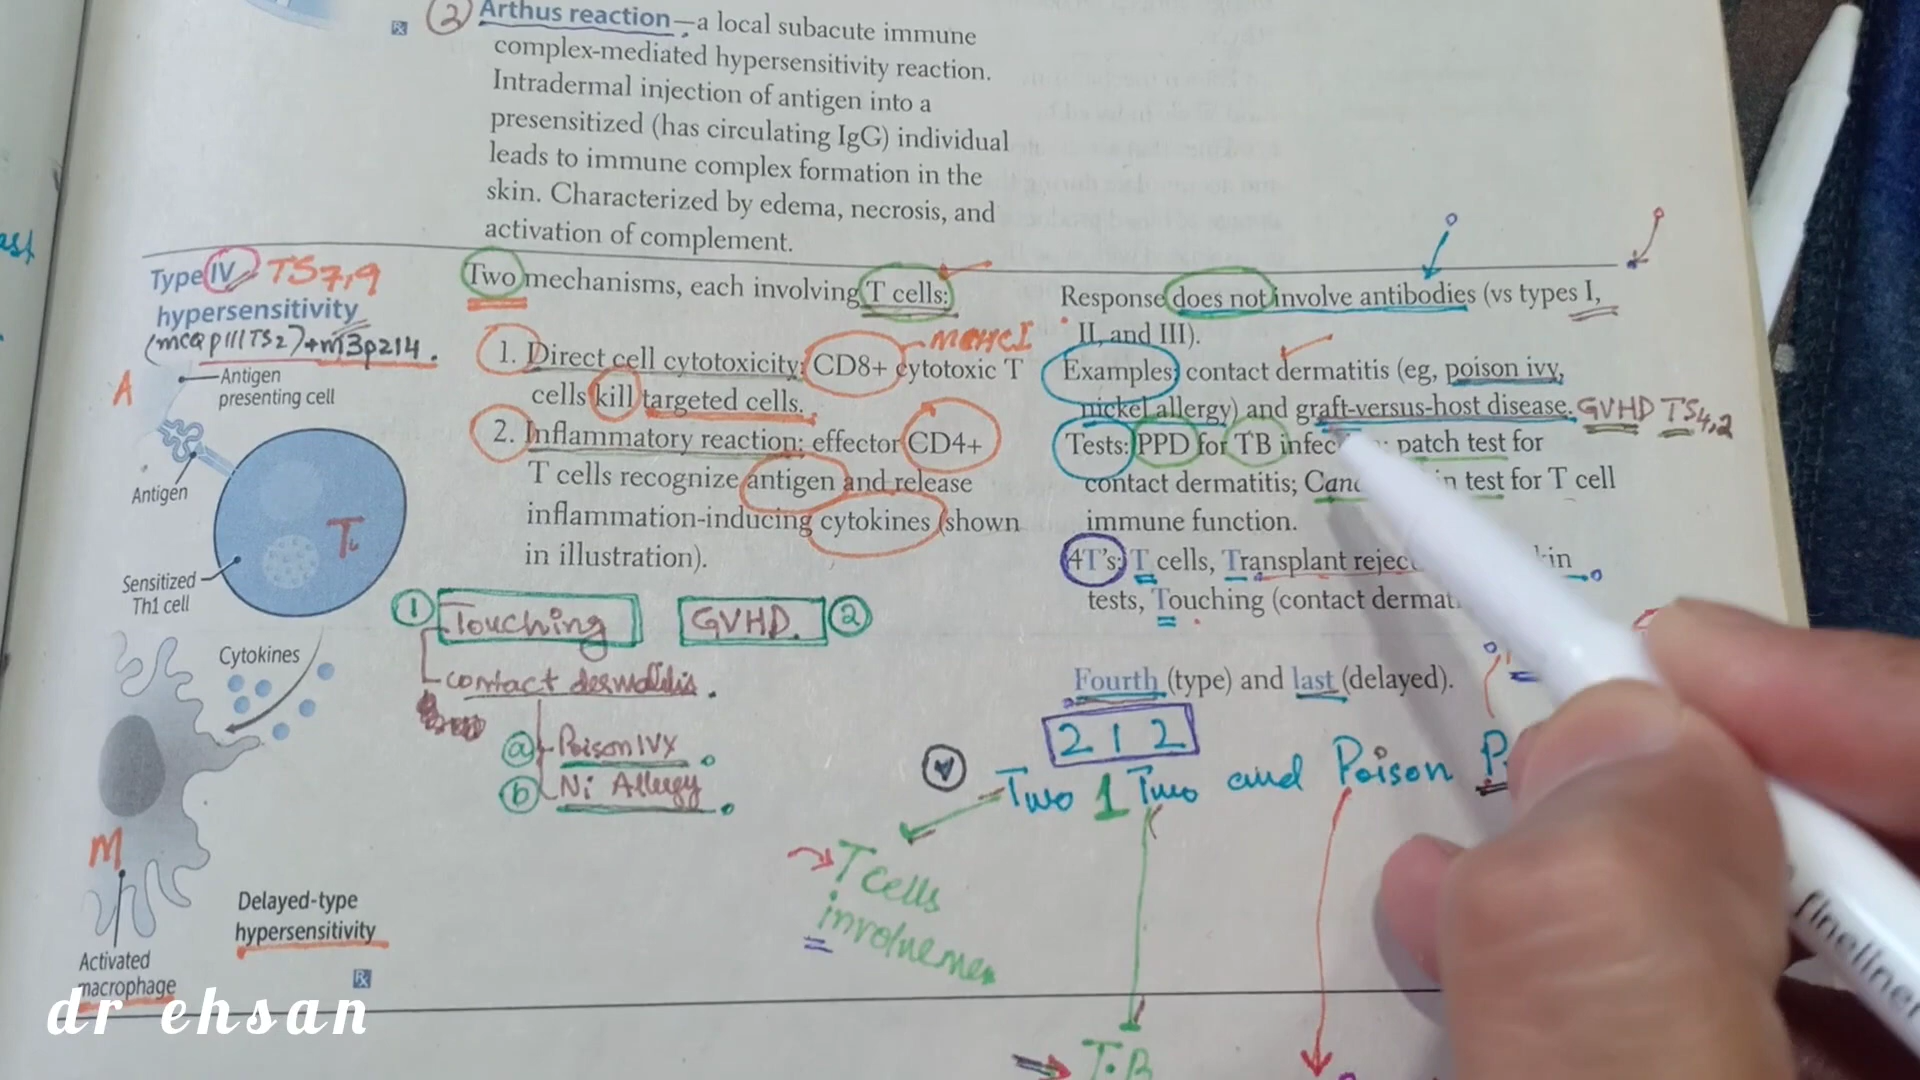 2 Arthus reaction—a local subacute immune
complex-mediated hypersensitivity reaction.
Intradermal injection of antigen into a
presensitized (has circulating IgG) individual
leads to immune complex formation in the
skin. Characterized by edema, necrosis, and
activation of complement.
Type IV TS7,9
hypersensitivity
(mcq p111TS2)+m3p214.
A
Antigen
presenting cell
Antigen
T
Sensitized
Th1 cell
Cytokines
M
Delayed-type
hypersensitivity
Activated
macrophage
Two mechanisms, each involving T cells:
1. Direct cell cytotoxicity: CD8+ cytotoxic T
MHC I
cells kill targeted cells.
2. Inflammatory reaction: effector CD4+
T cells recognize antigen and release
inflammation-inducing cytokines (shown
in illustration).
1 Touching
GVHD. 2
contact dermatitis.
a Poison IVY
b Ni Allergy
Response does not involve antibodies (vs types I,
II, and III).
Examples: contact dermatitis (eg, poison ivy,
nickel allergy) and graft-versus-host disease. GVHD TS4,2
Tests: PPD for TB infec patch test for
contact dermatitis; Can n test for T cell
immune function.
4T's: T cells, Transplant rejec in
tests, Touching (contact dermat
Fourth (type) and last (delayed).
2 1 2
Two 1 Two and Poison P
T cells
involvemen
T.B
dr ehsan
fineliner